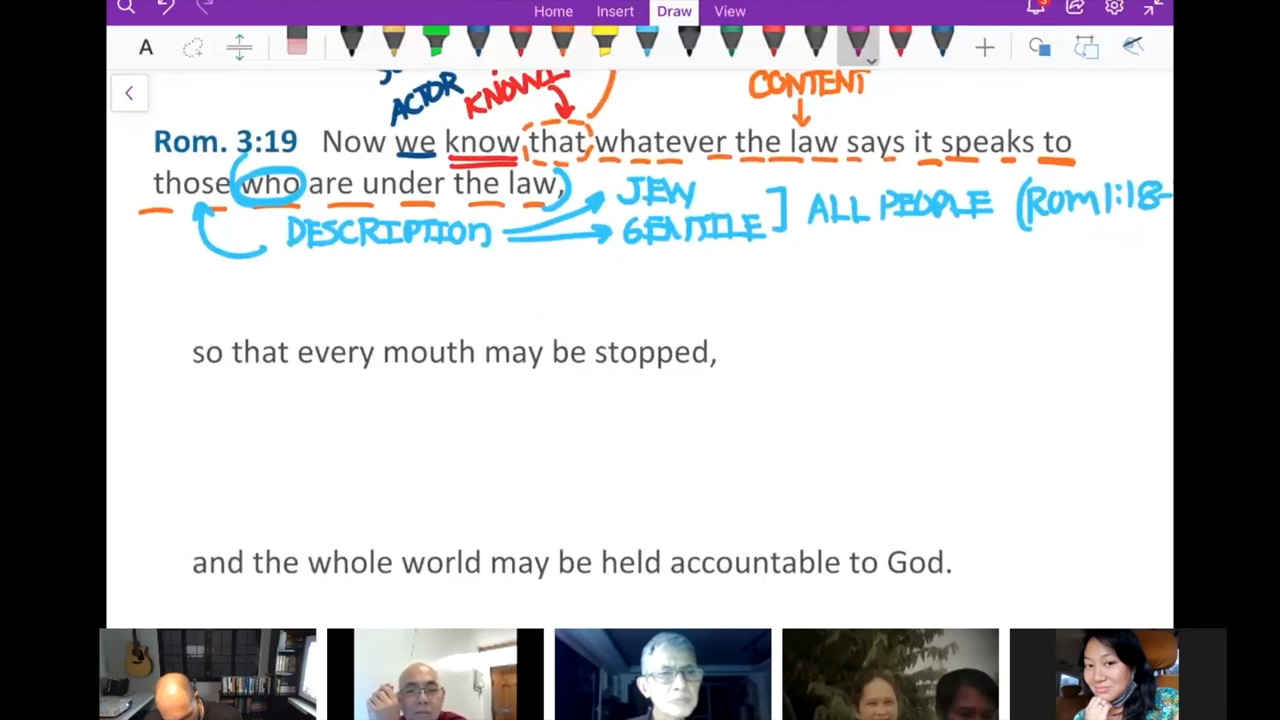 Home Insert Draw View
A
ACTOR KNOWN CONTENT
Rom. 3:19 Now we know that whatever the law says it speaks to
those who are under the law,
JEW
DESCRIPTION GENTILE ] ALL PEOPLE (Rom 1:18-
so that every mouth may be stopped,
and the whole world may be held accountable to God.